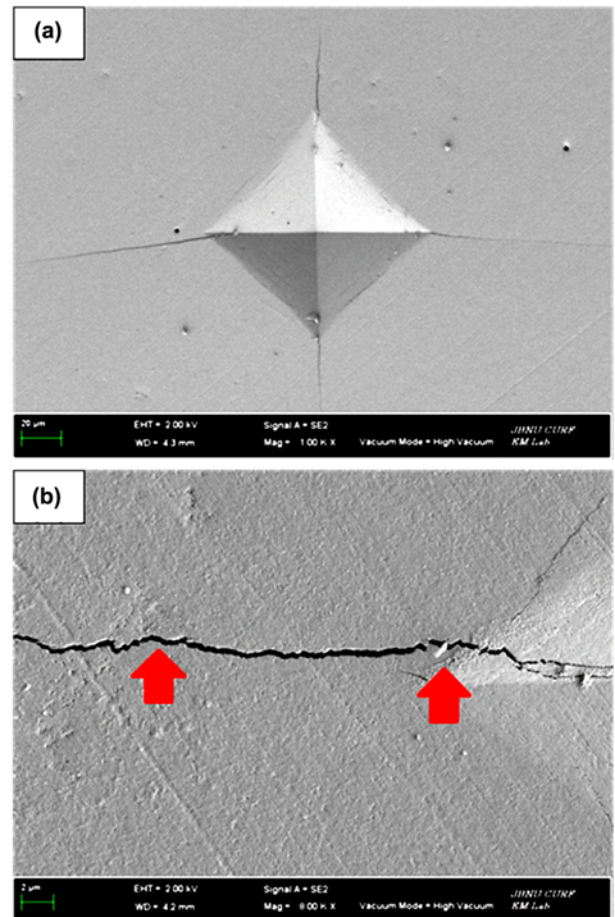 (a)
20 µm
EHT = 2.00 kV
WD = 4.3 mm
Signal A = SE2
Mag = 1.00 K X
Vacuum Mode = High Vacuum
JBNU CURF
EM Lab
(b)
2 µm
EHT = 2.00 kV
WD = 4.2 mm
Signal A = SE2
Mag = 8.00 K X
Vacuum Mode = High Vacuum
JBNU CURF
EM Lab